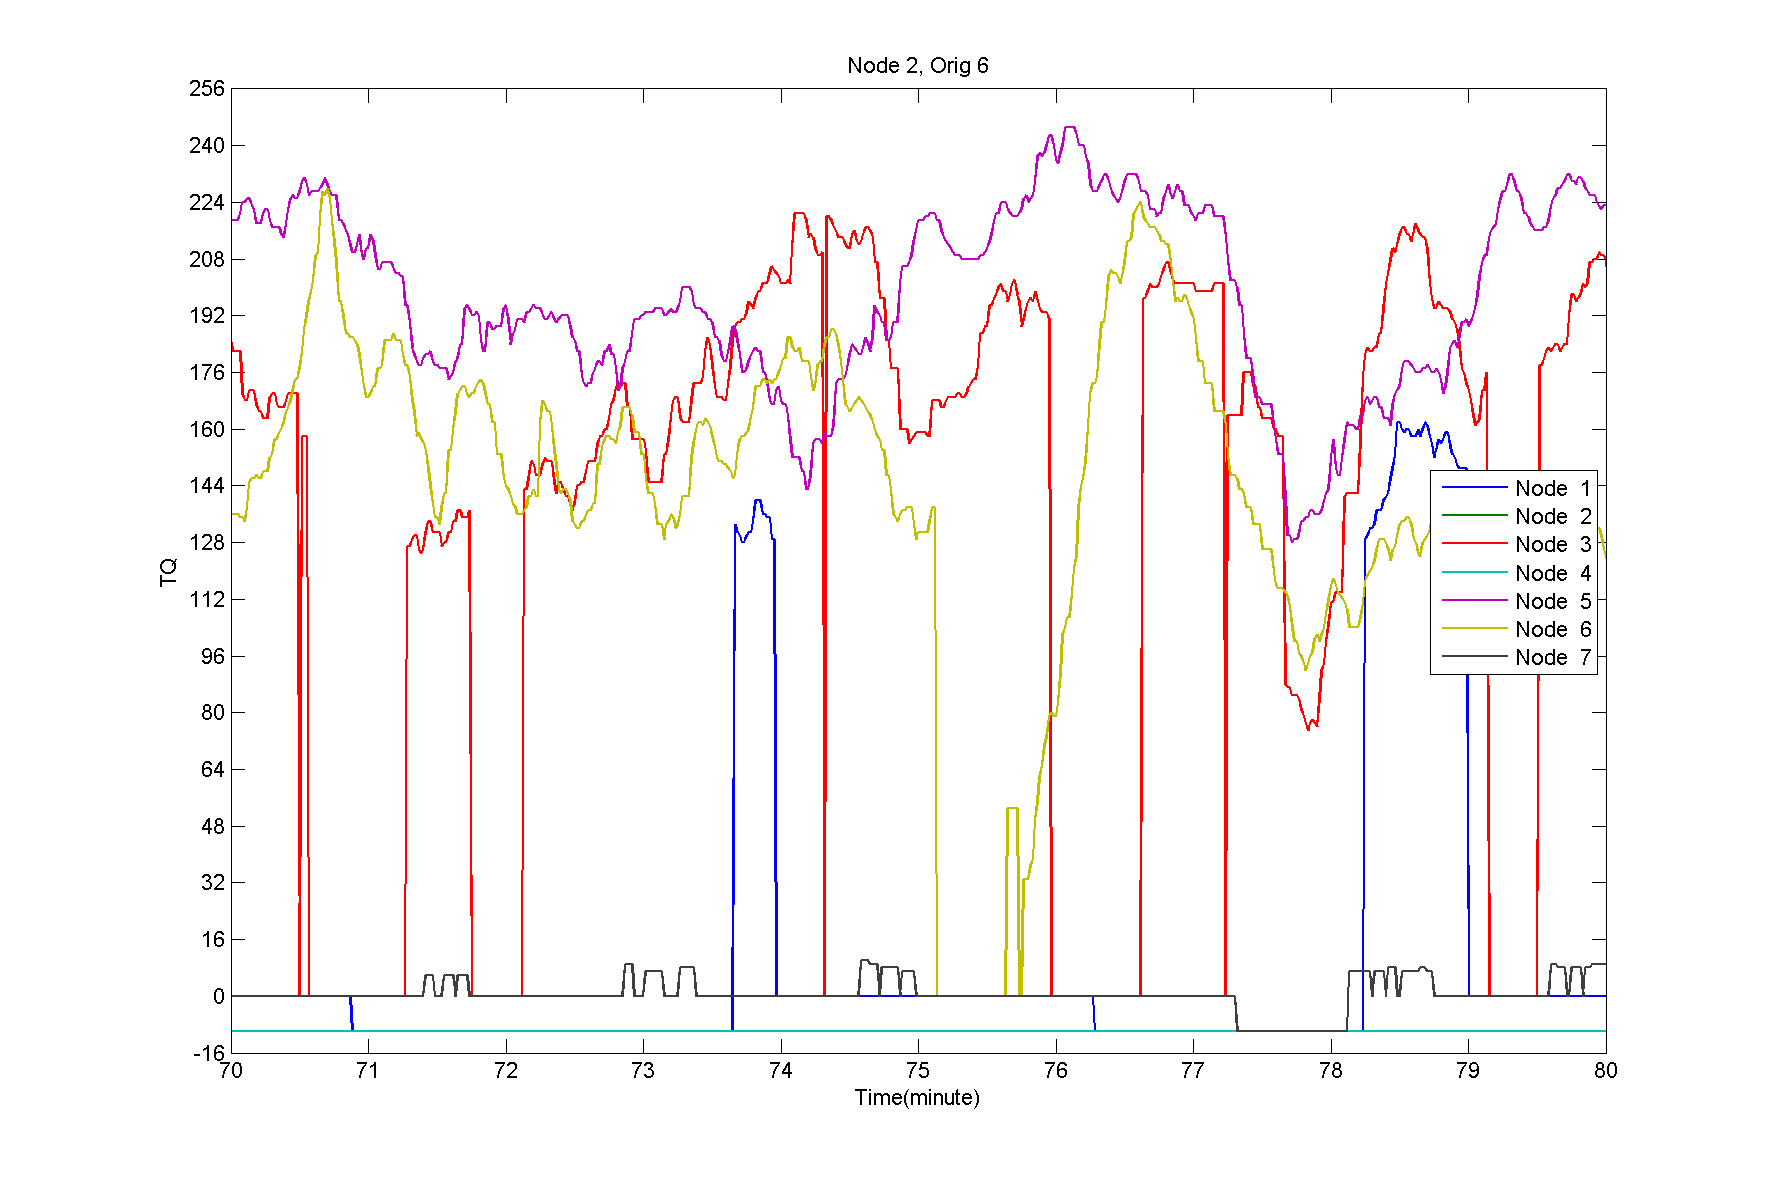 Node 2, Orig 6
256
240
224
208
192
176
160
144
128
112
96
80
64
48
32
16
0
-16
TQ
Node 1
Node 2
Node 3
Node 4
Node 5
Node 6
Node 7
70 71 72 73 74 75 76 77 78 79 80
Time(minute)